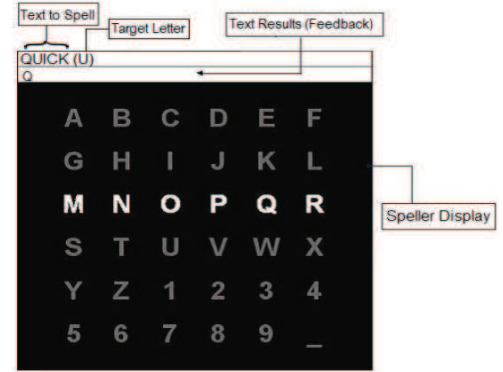 Text to Spell
Target Letter
Text Results (Feedback)
QUICK (U)
Q
A B C D E F
G H I J K L
M N O P Q R
Speller Display
S T U V W X
Y Z 1 2 3 4
5 6 7 8 9 _